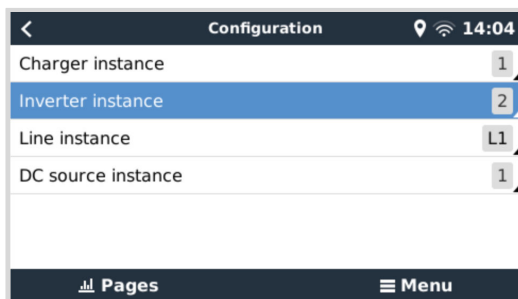 Configuration 14:04
Charger instance 1
Inverter instance 2
Line instance L1
DC source instance 1
Pages Menu